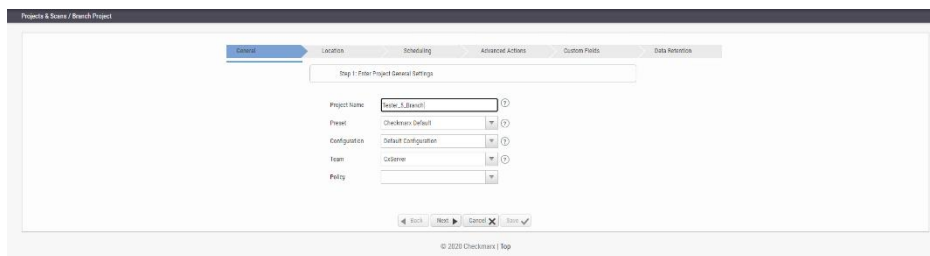 Projects & Scans / Branch Project
General Location Scheduling Advanced Actions Custom Fields Data Retention
Step 1: Enter Project General Settings
Project Name Tester_5_Branch ?
Preset Checkmarx Default ?
Configuration Default Configuration ?
Team CxServer ?
Policy
Back Next Cancel Save
© 2020 Checkmarx | Top